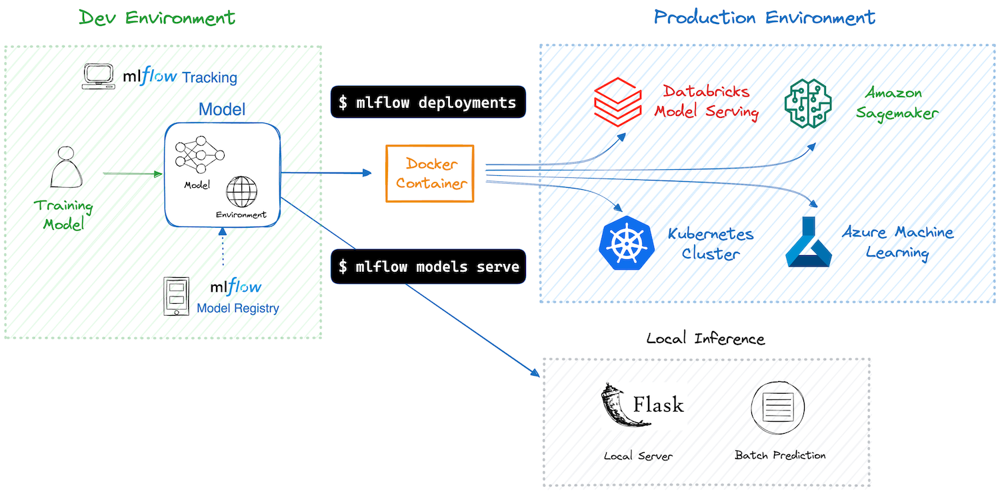 Dev Environment
mlflow Tracking
Model
Model
Environment
Training
Model
mlflow
Model Registry
$ mlflow deployments
Docker
Container
$ mlflow models serve
Production Environment
Databricks
Model Serving
Amazon
Sagemaker
Kubernetes
Cluster
Azure Machine
Learning
Local Inference
Flask
Local Server
Batch Prediction